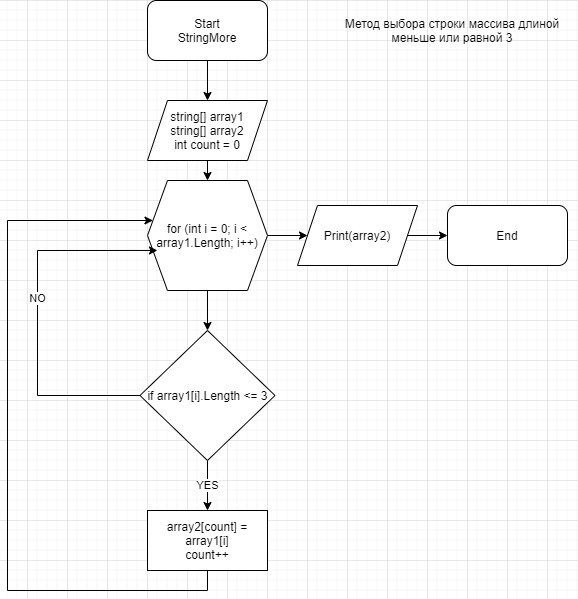 Start
StringMore
Метод выбора строки массива длиной
меньше или равной 3
string[] array1
string[] array2
int count = 0
for (int i = 0; i <
array1.Length; i++)
Print(array2)
End
NO
if array1[i].Length <= 3
YES
array2[count] =
array1[i]
count++